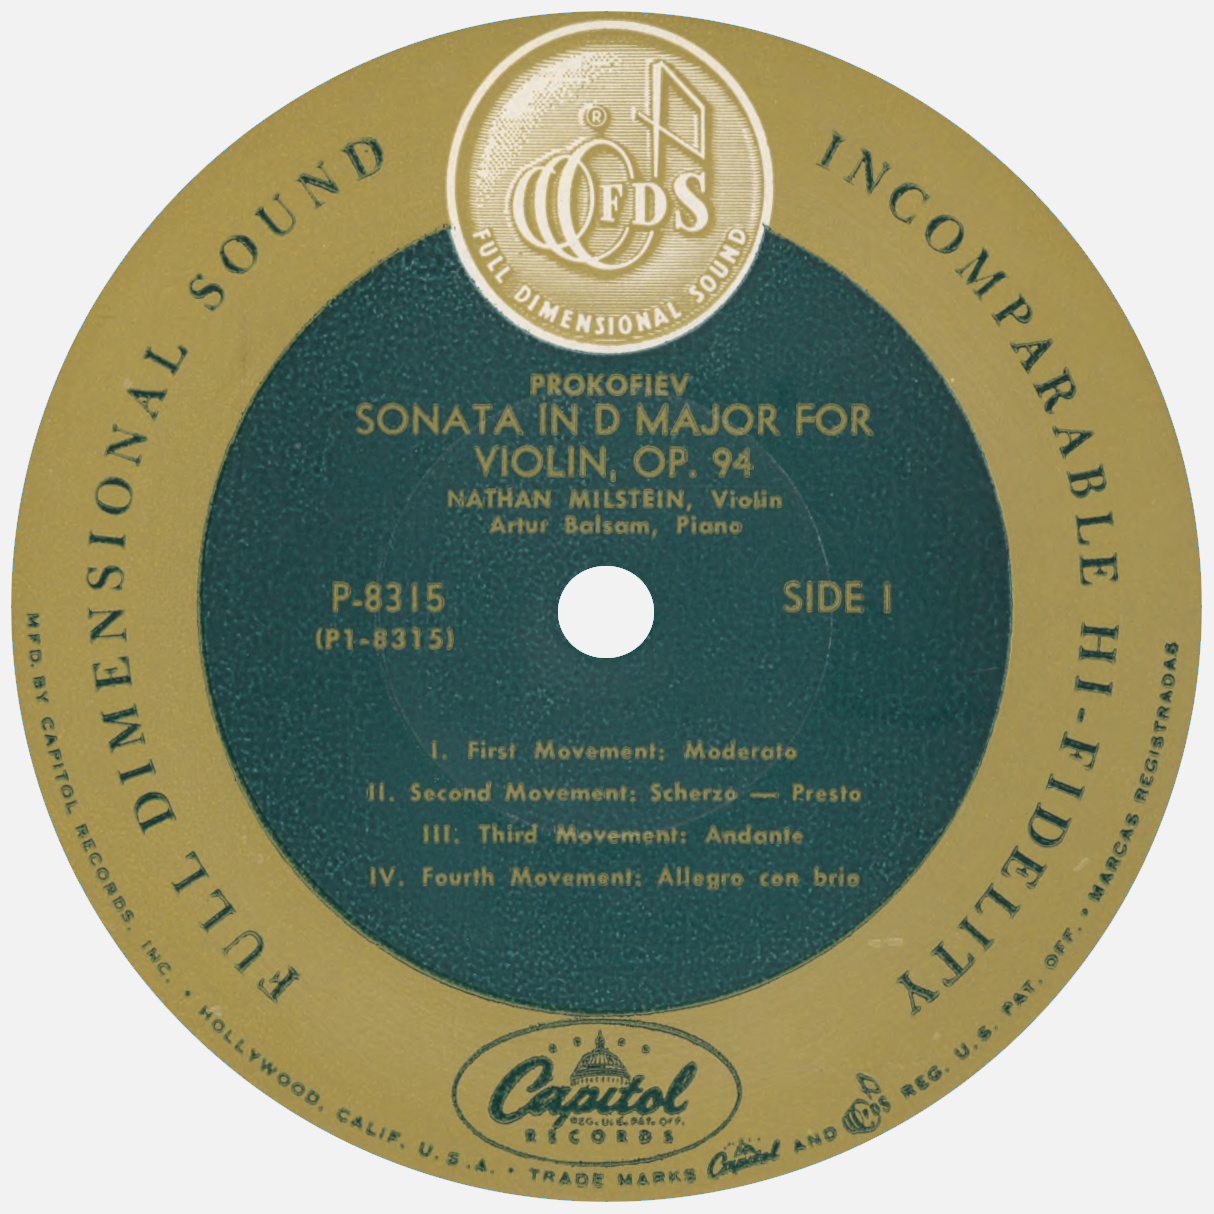 ®
FDS
FULL DIMENSIONAL SOUND
FULL DIMENSIONAL SOUND
INCOMPARABLE HI-FIDELITY
PROKOFIEV
SONATA IN D MAJOR FOR
VIOLIN, OP. 94
NATHAN MILSTEIN, Violin
Artur Balsam, Piano
P-8315
(P1-8315)
SIDE 1
I. First Movement: Moderato
II. Second Movement: Scherzo — Presto
III. Third Movement: Andante
IV. Fourth Movement: Allegro con brio
Capitol
REG. U.S. PAT. OFF.
RECORDS
MFD. BY CAPITOL RECORDS, INC. • HOLLYWOOD, CALIF. U.S.A. • TRADE MARKS Capitol AND FDS REG. U.S. PAT. OFF. • MARCAS REGISTRADAS